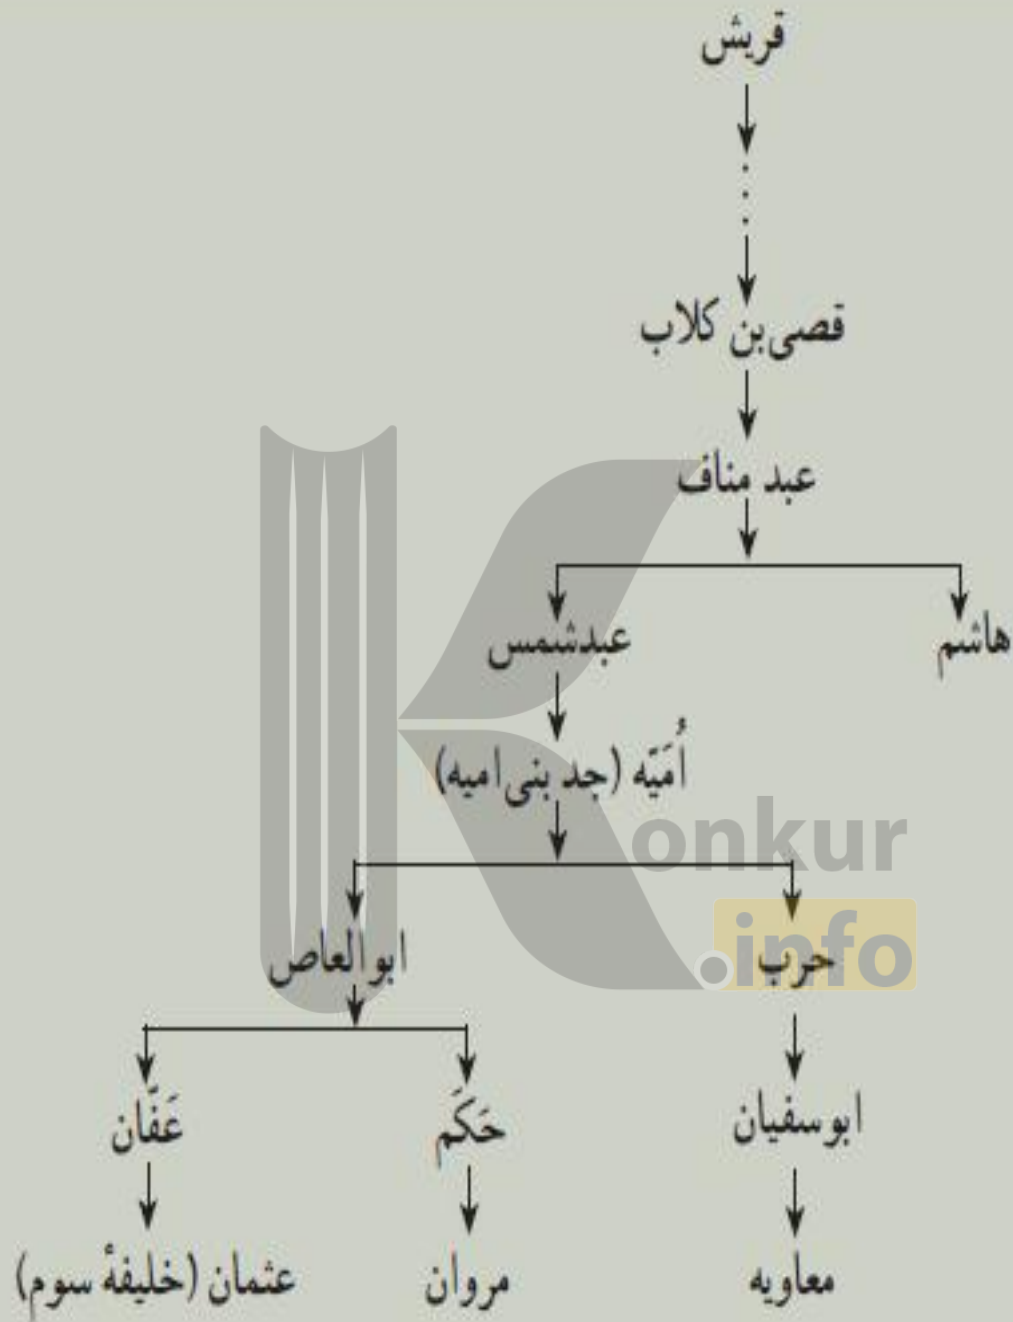 قریش
قصی‌بن کلاب
عبد مناف
هاشم
عبدشمس
اُمَیّه (جد بنی‌امیه)
حرب
ابوالعاص
ابوسفیان
حَکَم
عَفّان
معاویه
مروان
عثمان (خلیفهٔ سوم)
Konkur
.info